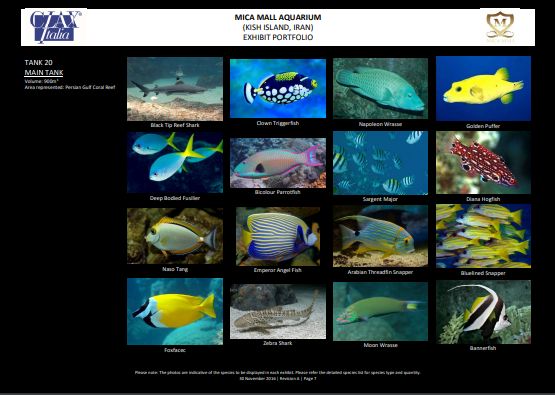 CLAX
Italia
MICA MALL AQUARIUM
(KISH ISLAND, IRAN)
EXHIBIT PORTFOLIO
TANK 20
MAIN TANK
Volume: 900m³
Area represented: Persian Gulf Coral Reef
Black Tip Reef Shark
Clown Triggerfish
Napoleon Wrasse
Golden Puffer
Deep Bodied Fusilier
Bicolour Parrotfish
Sargent Major
Diana Hogfish
Naso Tang
Emperor Angel Fish
Arabian Threadfin Snapper
Bluelined Snapper
Foxfacec
Zebra Shark
Moon Wrasse
Bannerfish
Please note: The photos are indicative of the species to be displayed in each exhibit. Please refer the detailed species list for species type and quantity.
30 November 2016 | Revision A | Page 7